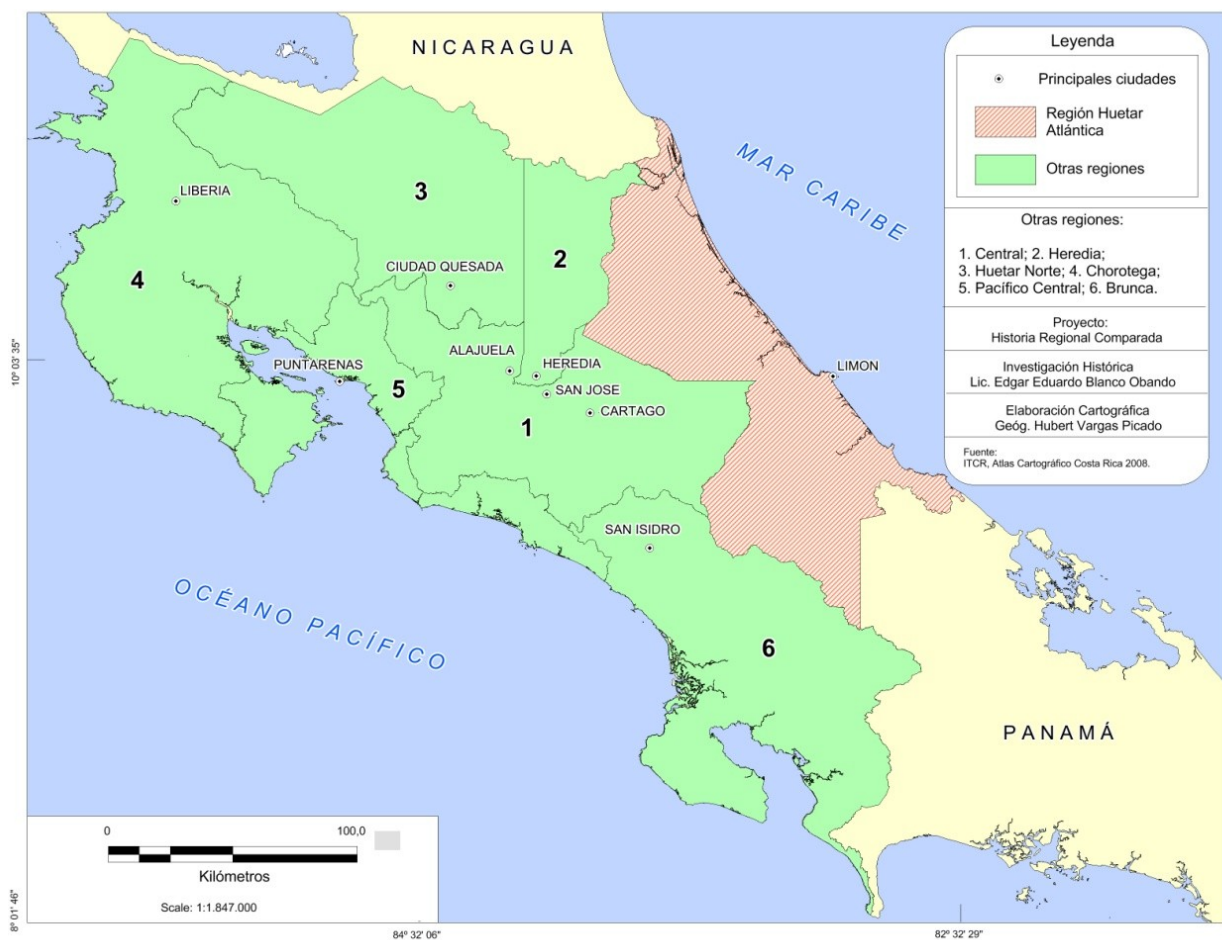 NICARAGUA
MAR CARIBE
LIBERIA
3
2
CIUDAD QUESADA
4
ALAJUELA
HEREDIA
PUNTARENAS
SAN JOSE
LIMON
5
CARTAGO
1
SAN ISIDRO
OCÉANO PACÍFICO
6
PANAMÁ
Leyenda
Principales ciudades
Región Huetar
Atlántica
Otras regiones
Otras regiones:
1. Central; 2. Heredia;
3. Huetar Norte; 4. Chorotega;
5. Pacífico Central; 6. Brunca.
Proyecto:
Historia Regional Comparada
Investigación Histórica
Lic. Edgar Eduardo Blanco Obando
Elaboración Cartográfica
Geóg. Hubert Vargas Picado
Fuente:
ITCR, Atlas Cartográfico Costa Rica 2008.
10º 03' 35"
8º 01' 46"
0 100,0
Kilómetros
Scale: 1:1.847.000
84º 32' 06"
82º 32' 29"